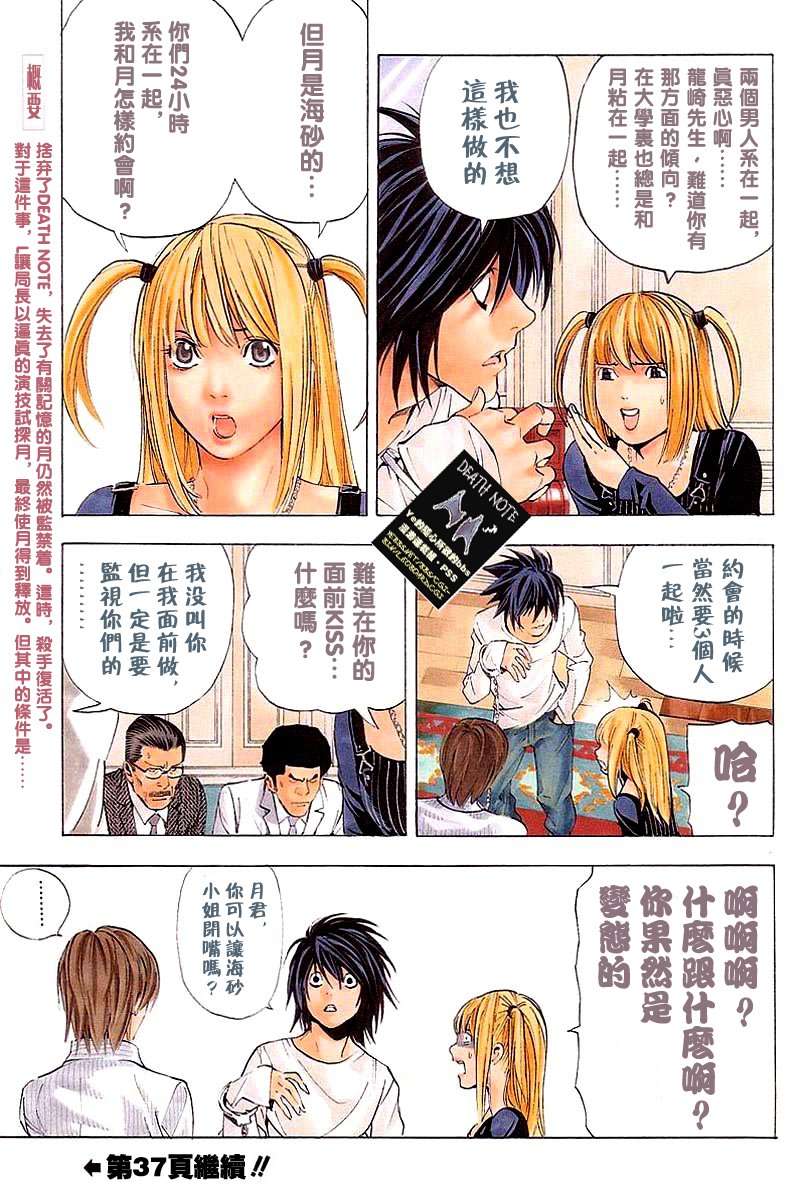 兩個男人系在一起，
眞惡心啊……
龍崎先生，難道你有
那方面的傾向？
在大學裏也總是和
月粘在一起……
我也不想
這樣做的
但月是海砂的…
你們24小時
系在一起，
我和月怎樣約會啊？
概要
捨弃了DEATH NOTE，失去了有關記憶的月仍然被監禁着。這時，殺手復活了。
對于這件事，L讓局長以逼眞的演技試探月，最終使月得到釋放。但其中的條件是……
DEATH NOTE
約會的時候
當然要3個人
一起啦…
哈？
難道在你的
面前KISS…
什麼嗎？
我没叫你
在我面前做，
但一定是要
監視你們的
啊啊啊？
什麼跟什麼啊？
你果然是
變態的
月君，
你可以讓海砂
小姐閉嘴嗎？
……
第37頁繼續!!